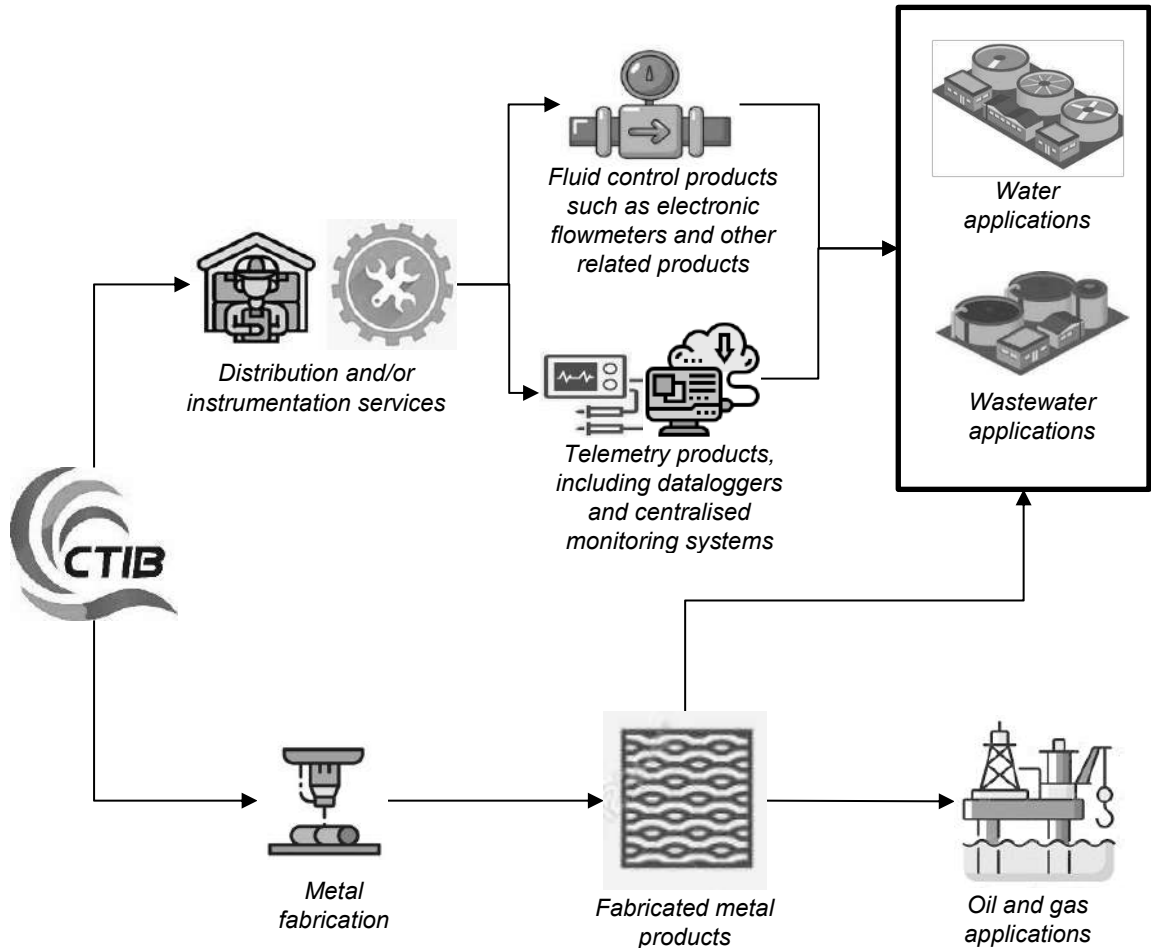 Water
applications
Fluid control products
such as electronic
flowmeters and other
related products
Wastewater
applications
Distribution and/or
instrumentation services
Telemetry products,
including dataloggers
and centralised
monitoring systems
CTIB
Metal
fabrication
Fabricated metal
products
Oil and gas
applications